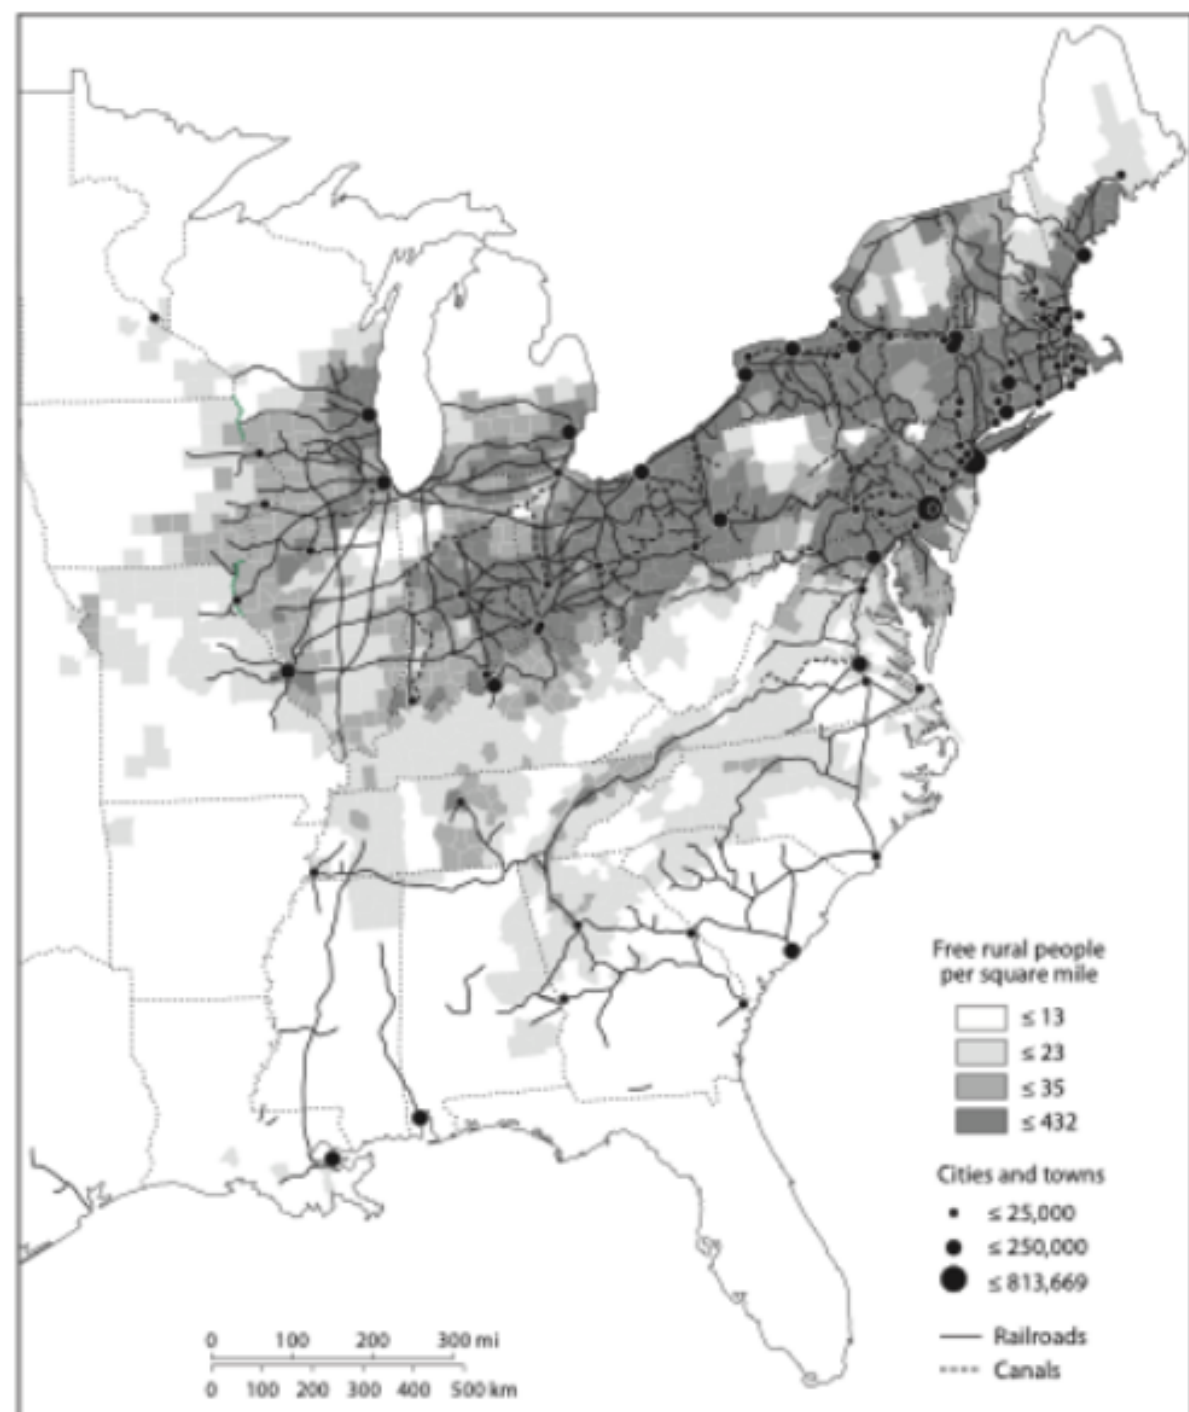 Free rural people
per square mile
≤ 13
≤ 23
≤ 35
≤ 432
Cities and towns
≤ 25,000
≤ 250,000
≤ 813,669
Railroads
Canals
0 100 200 300 mi
0 100 200 300 400 500 km